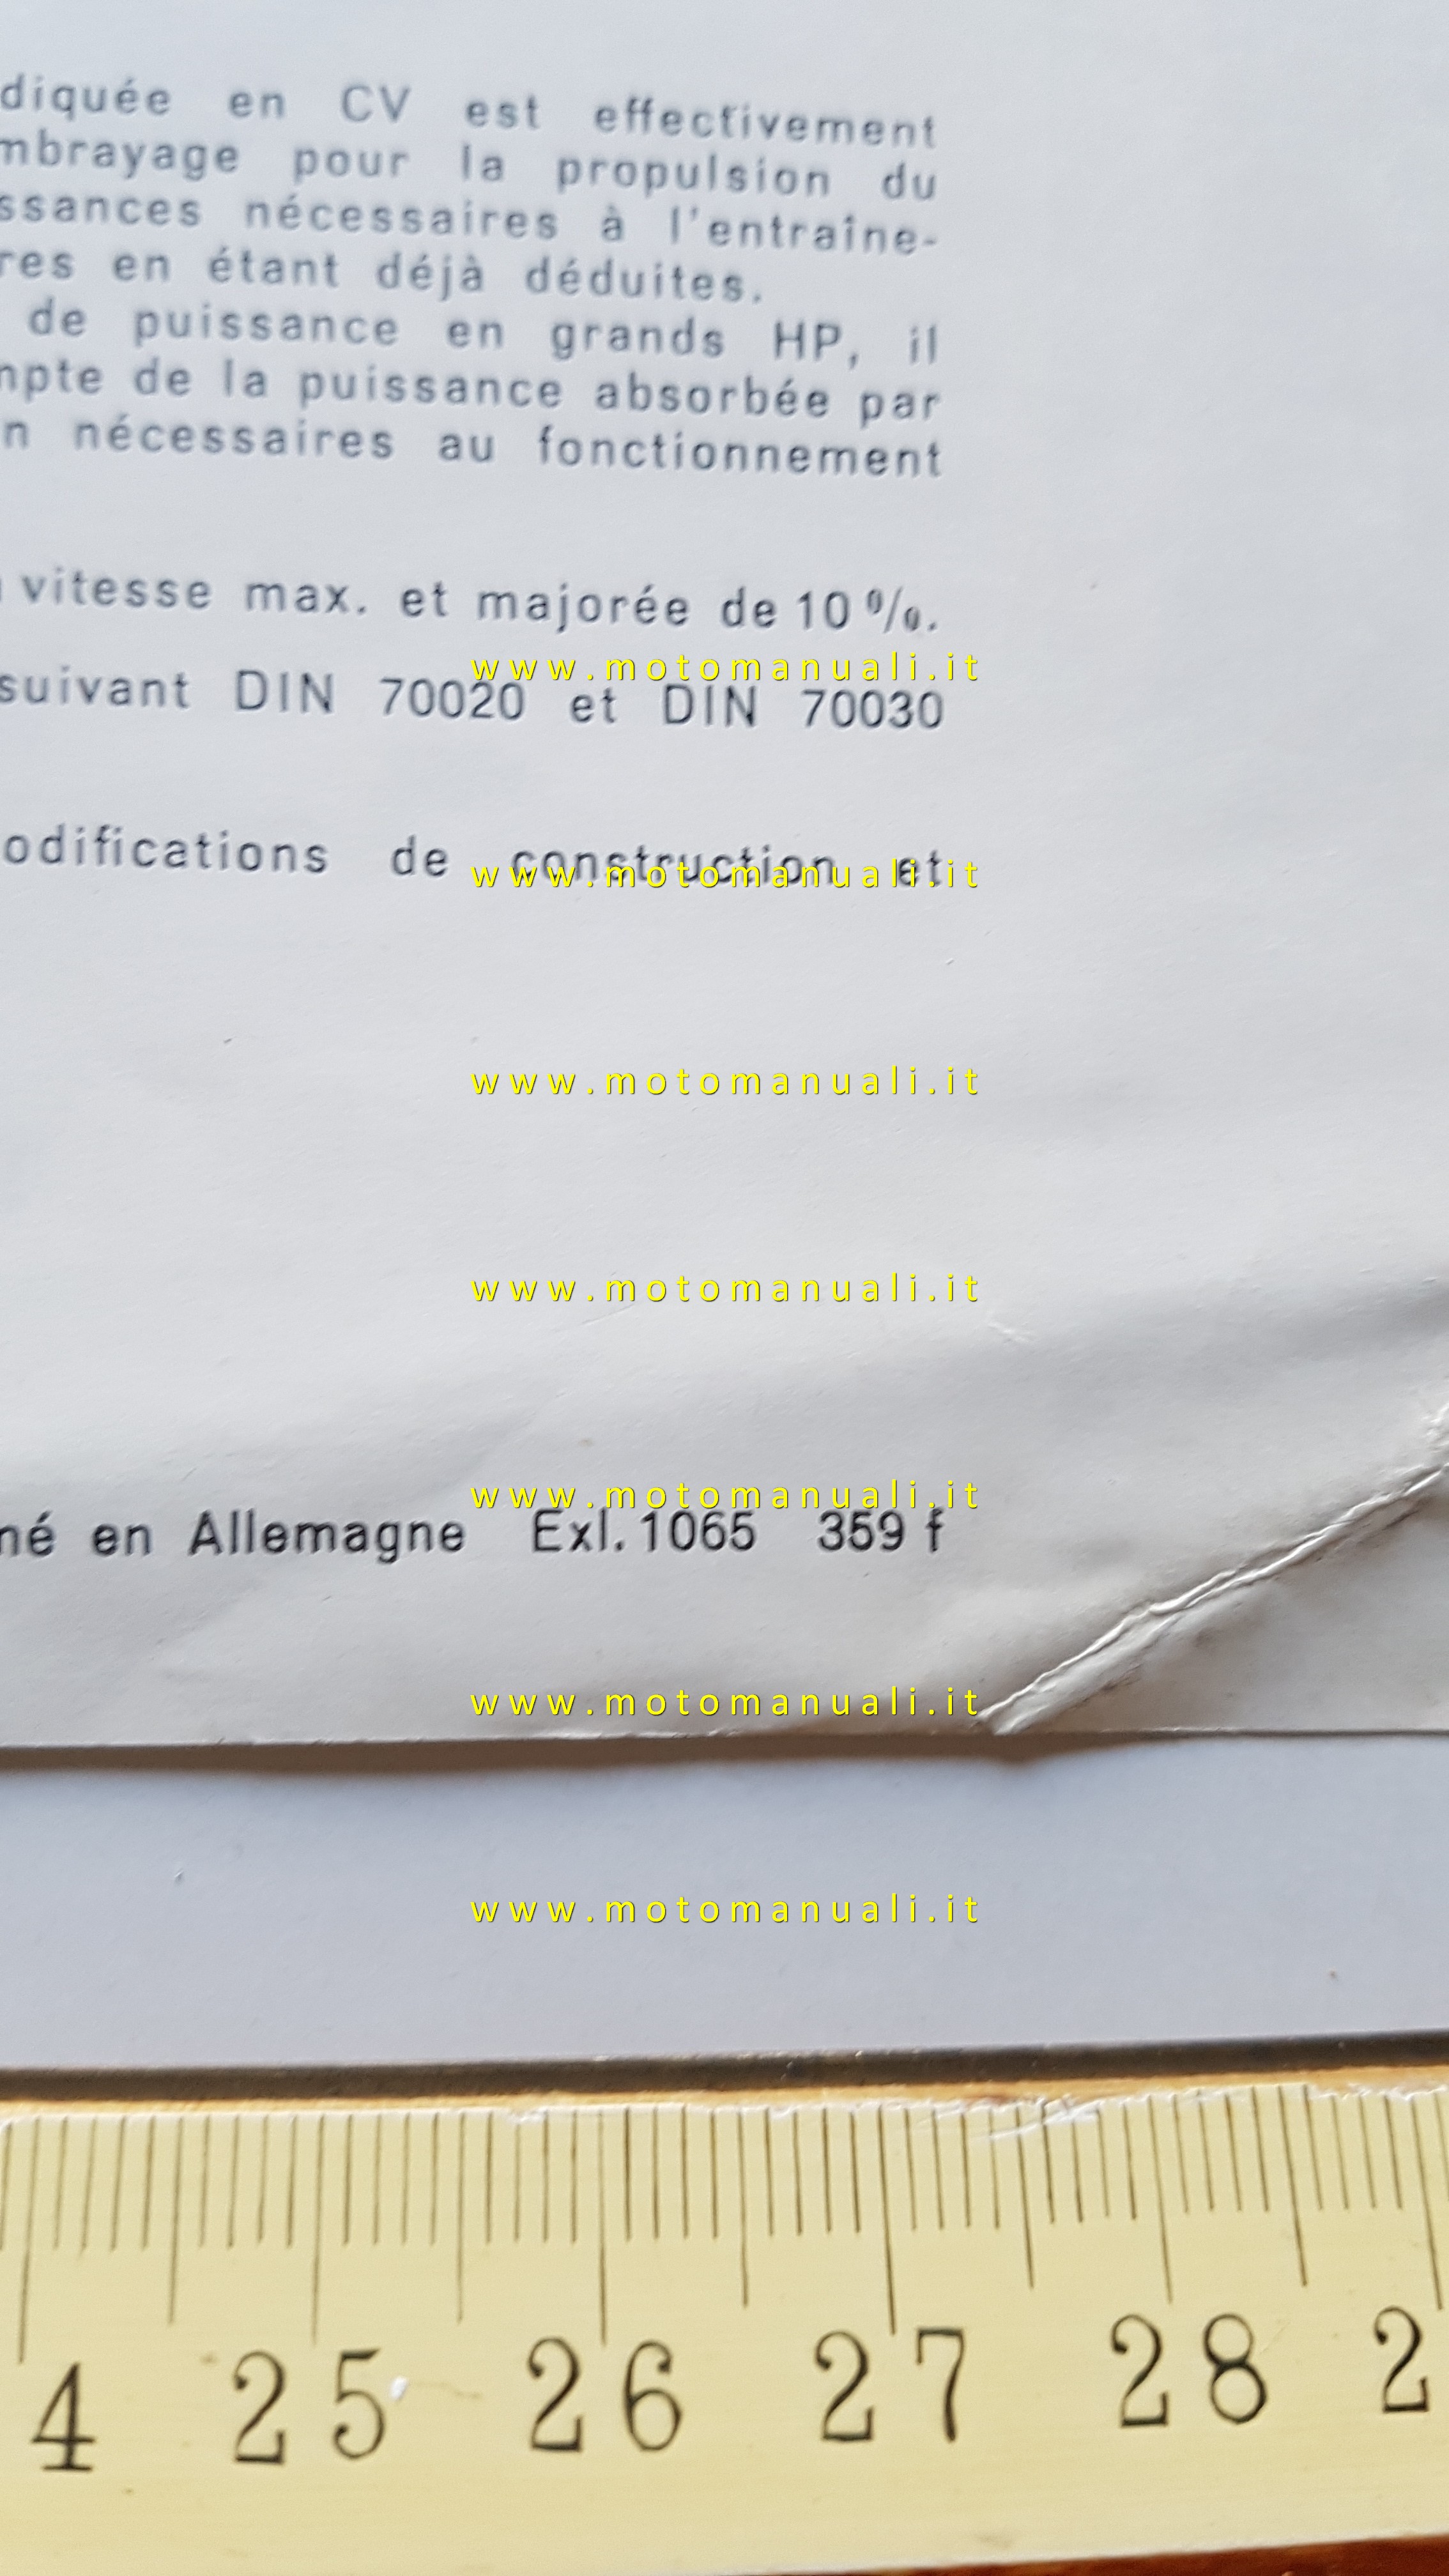 diquée en CV est effectivement
mbrayage pour la propulsion du
ssances nécessaires à l'entraîne-
res en étant déjà déduites.
de puissance en grands HP, il
mpte de la puissance absorbée par
n nécessaires au fonctionnement
vitesse max. et majorée de 10 %.
www.motomanuali.it
suivant DIN 70020 et DIN 70030
odifications de construction et
www.motomanuali.it
www.motomanuali.it
www.motomanuali.it
www.motomanuali.it
mé en Allemagne Exl. 1065 359 f
www.motomanuali.it
www.motomanuali.it
4 25 26 27 28 2